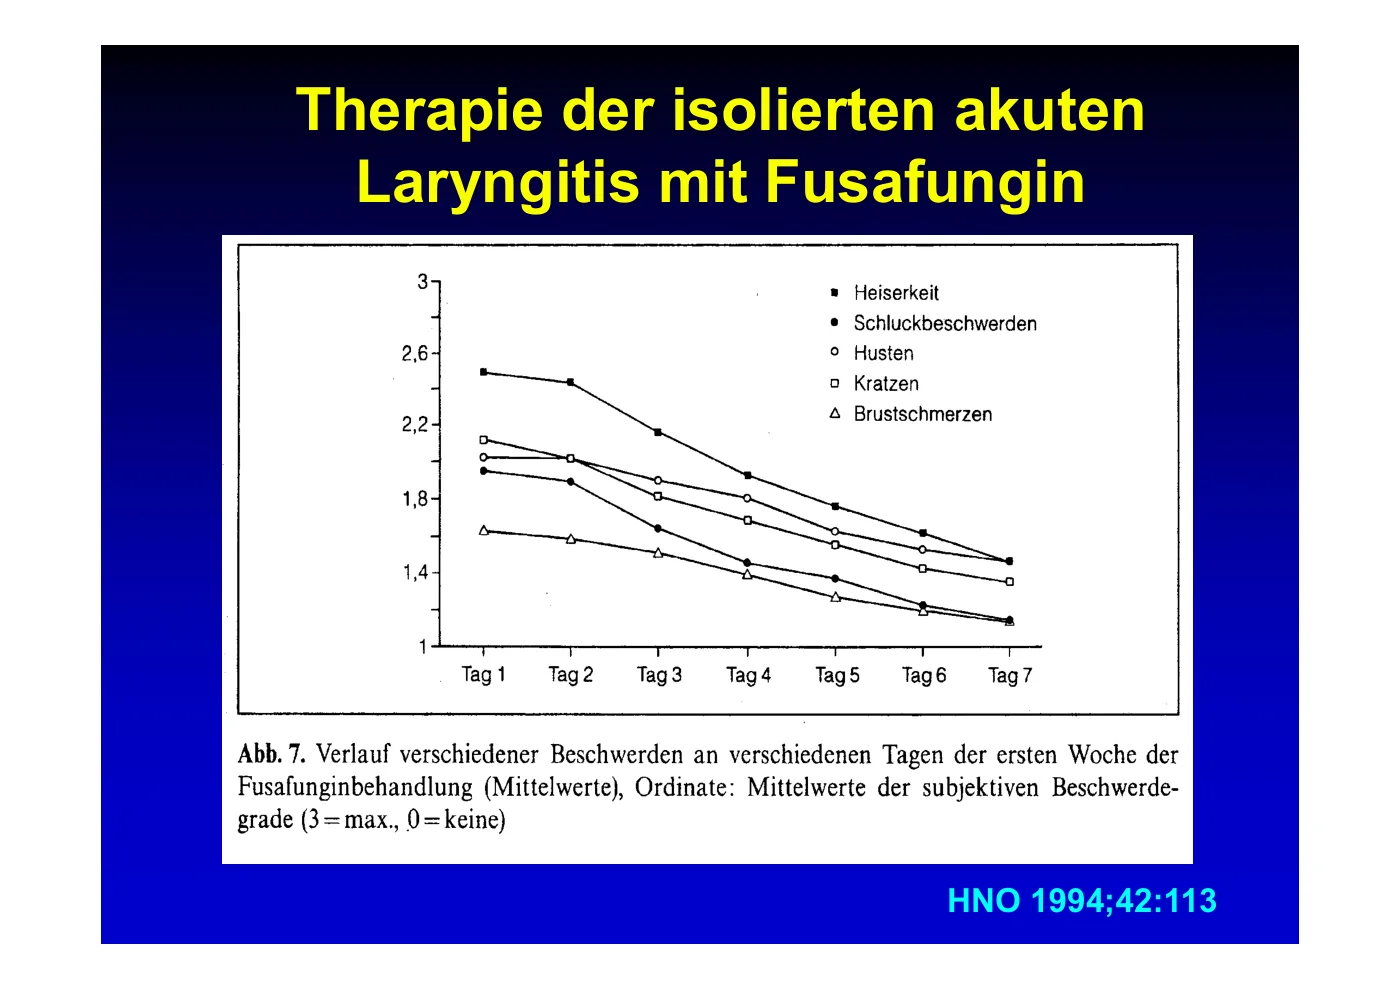 Therapie der isolierten akuten
Laryngitis mit Fusafungin
3
2,6
2,2
1,8
1,4
1
Heiserkeit
Schluckbeschwerden
Husten
Kratzen
Brustschmerzen
Tag 1 Tag 2 Tag 3 Tag 4 Tag 5 Tag 6 Tag 7
Abb. 7. Verlauf verschiedener Beschwerden an verschiedenen Tagen der ersten Woche der
Fusafunginbehandlung (Mittelwerte), Ordinate: Mittelwerte der subjektiven Beschwerde-
grade (3 = max., 0 = keine)
HNO 1994;42:113